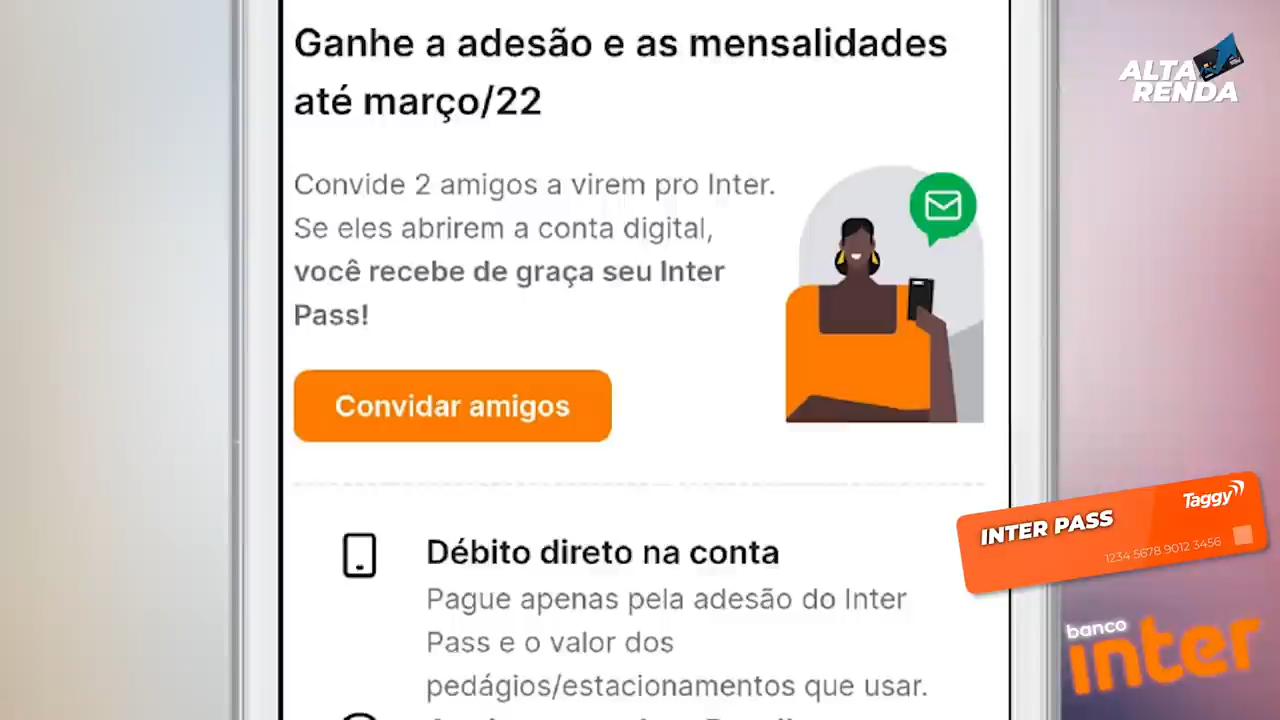 Ganhe a adesão e as mensalidades
até março/22
ALTA
RENDA
Convide 2 amigos a virem pro Inter.
Se eles abrirem a conta digital,
você recebe de graça seu Inter
Pass!
Convidar amigos
Taggy
INTER PASS
1234 5678 9012 3456
Débito direto na conta
Pague apenas pela adesão do Inter
Pass e o valor dos
pedágios/estacionamentos que usar.
banco
inter